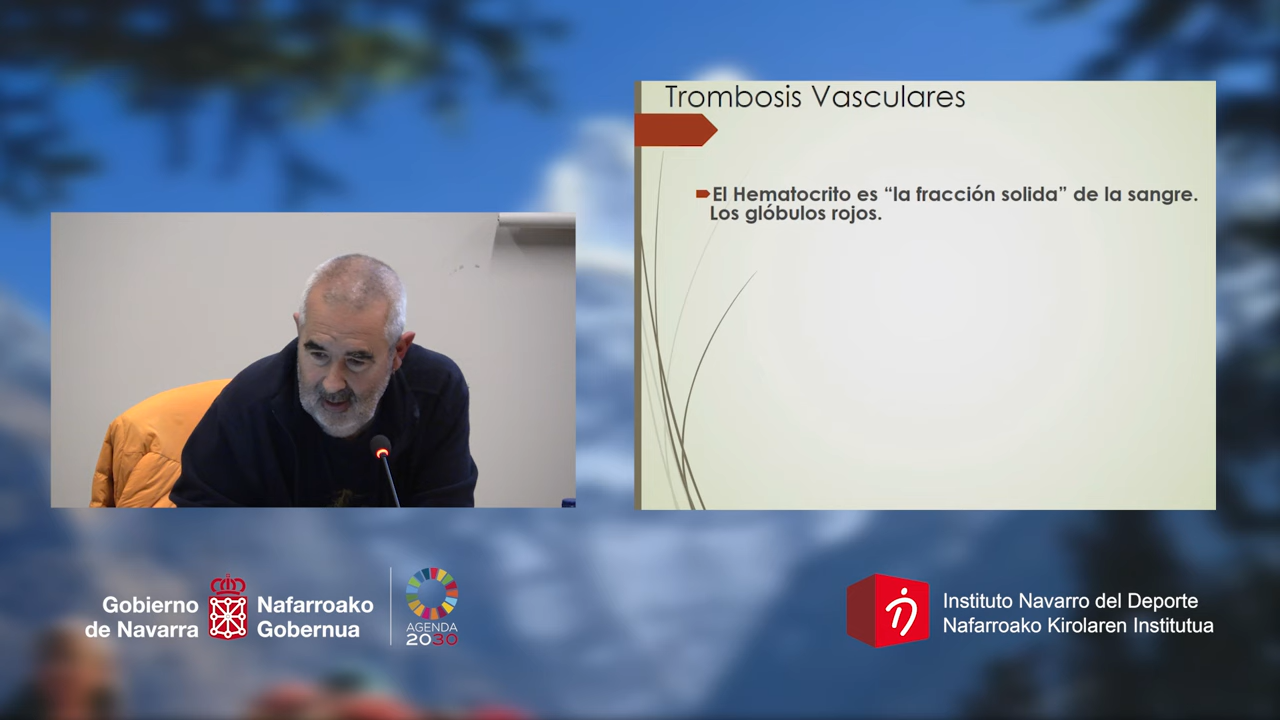 Trombosis Vasculares
El Hematocrito es “la fracción solida” de la sangre.
Los glóbulos rojos.
Gobierno
de Navarra
Nafarroako
Gobernua
AGENDA
2030
Instituto Navarro del Deporte
Nafarroako Kirolaren Institutua